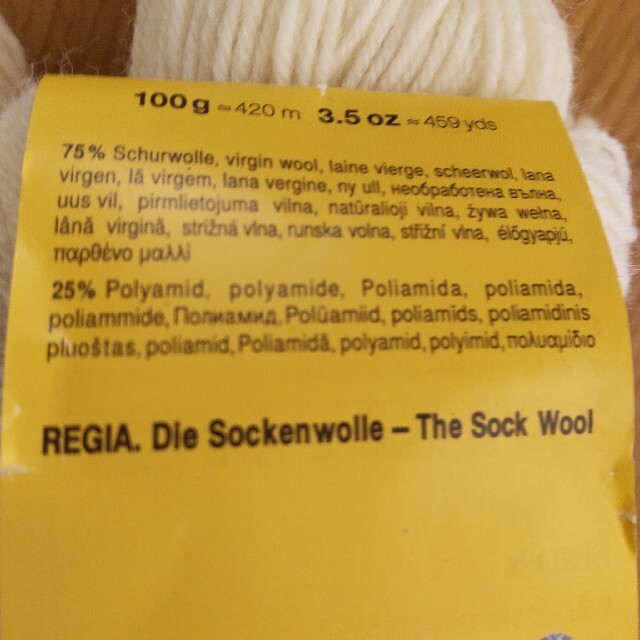 100 g ≈ 420 m 3.5 oz ≈ 459 yds
75% Schurwolle, virgin wool, laine vierge, scheerwol, lana
virgen, lã virgem, lana vergine, ny ull, необработена вълна,
uus vil, pirmlietojuma vilna, natūralioji vilna, żywa wełna,
lână virgină, strižná vlna, runska volna, střižní vlna, élőgyapjú,
παρθένο μαλλί
25% Polyamid, polyamide, Poliamida, poliamida,
poliammide, Полиамид, Polüamiid, poliamids, poliamidinis
pluoštas, poliamid, Poliamidă, polyamid, polyimid, πολυαμίδιο
REGIA. Die Sockenwolle – The Sock Wool